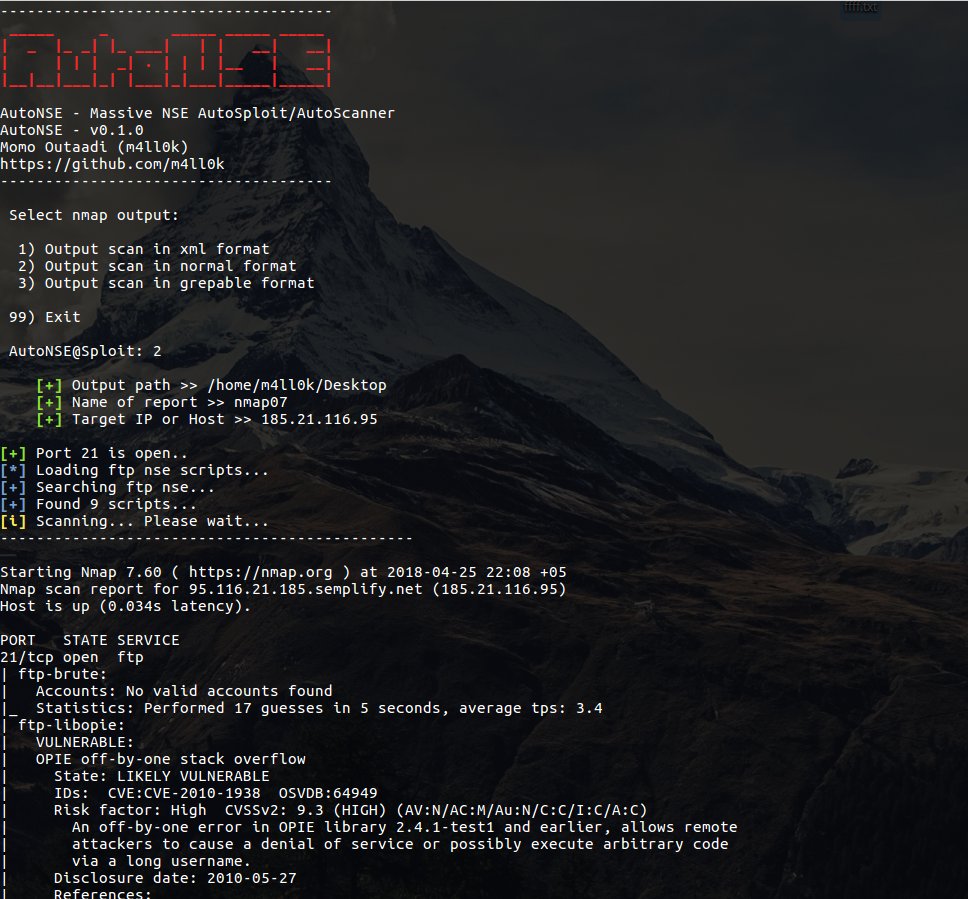 ffff.txt
-------------------------------------
AutoNSE
AutoNSE - Massive NSE AutoSploit/AutoScanner
AutoNSE - v0.1.0
Momo Outaadi (m4ll0k)
https://github.com/m4ll0k
-------------------------------------
Select nmap output:
1) Output scan in xml format
2) Output scan in normal format
3) Output scan in grepable format
99) Exit
AutoNSE@Sploit: 2
[+] Output path >> /home/m4ll0k/Desktop
[+] Name of report >> nmap07
[+] Target IP or Host >> 185.21.116.95
[+] Port 21 is open..
[*] Loading ftp nse scripts...
[+] Searching ftp nse...
[+] Found 9 scripts...
[i] Scanning... Please wait...
----------------------------------------------
Starting Nmap 7.60 ( https://nmap.org ) at 2018-04-25 22:08 +05
Nmap scan report for 95.116.21.185.semplify.net (185.21.116.95)
Host is up (0.034s latency).
PORT   STATE SERVICE
21/tcp open  ftp
| ftp-brute:
|   Accounts: No valid accounts found
|_  Statistics: Performed 17 guesses in 5 seconds, average tps: 3.4
| ftp-libopie:
|   VULNERABLE:
|   OPIE off-by-one stack overflow
|     State: LIKELY VULNERABLE
|     IDs:  CVE:CVE-2010-1938  OSVDB:64949
|     Risk factor: High  CVSSv2: 9.3 (HIGH) (AV:N/AC:M/Au:N/C:C/I:C/A:C)
|       An off-by-one error in OPIE library 2.4.1-test1 and earlier, allows remote
|       attackers to cause a denial of service or possibly execute arbitrary code
|       via a long username.
|     Disclosure date: 2010-05-27
|     References: